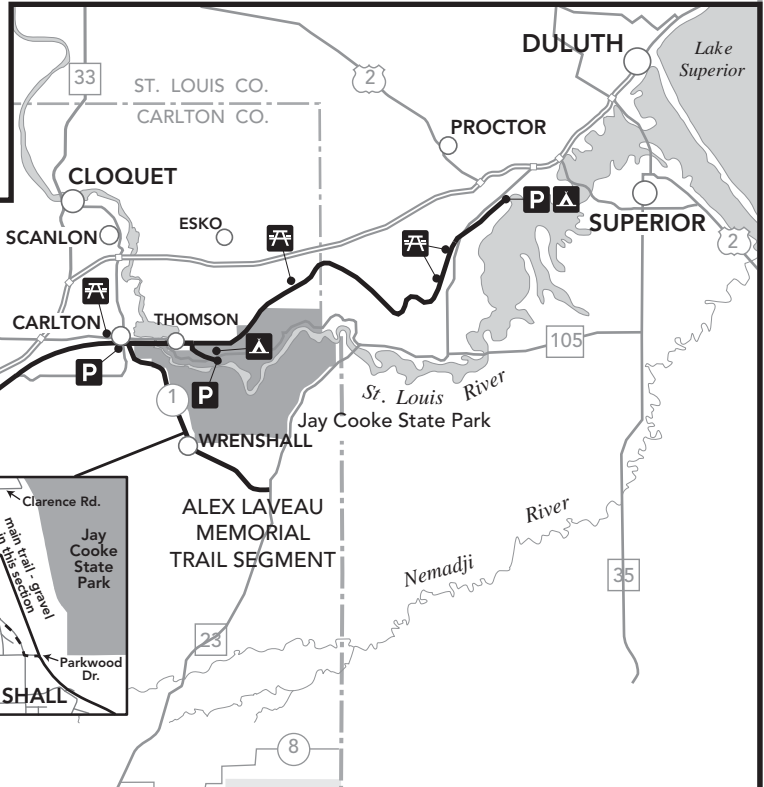 DULUTH
Lake
Superior
33
2
ST. LOUIS CO.
CARLTON CO.
PROCTOR
CLOQUET
P
SUPERIOR
SCANLON
ESKO
2
CARLTON
THOMSON
105
P
P
1
St. Louis River
Jay Cooke State Park
WRENSHALL
ALEX LAVEAU
MEMORIAL
TRAIL SEGMENT
Clarence Rd.
main trail - gravel
in this section
Jay
Cooke
State
Park
Parkwood
Dr.
SHALL
Nemadji River
35
23
8